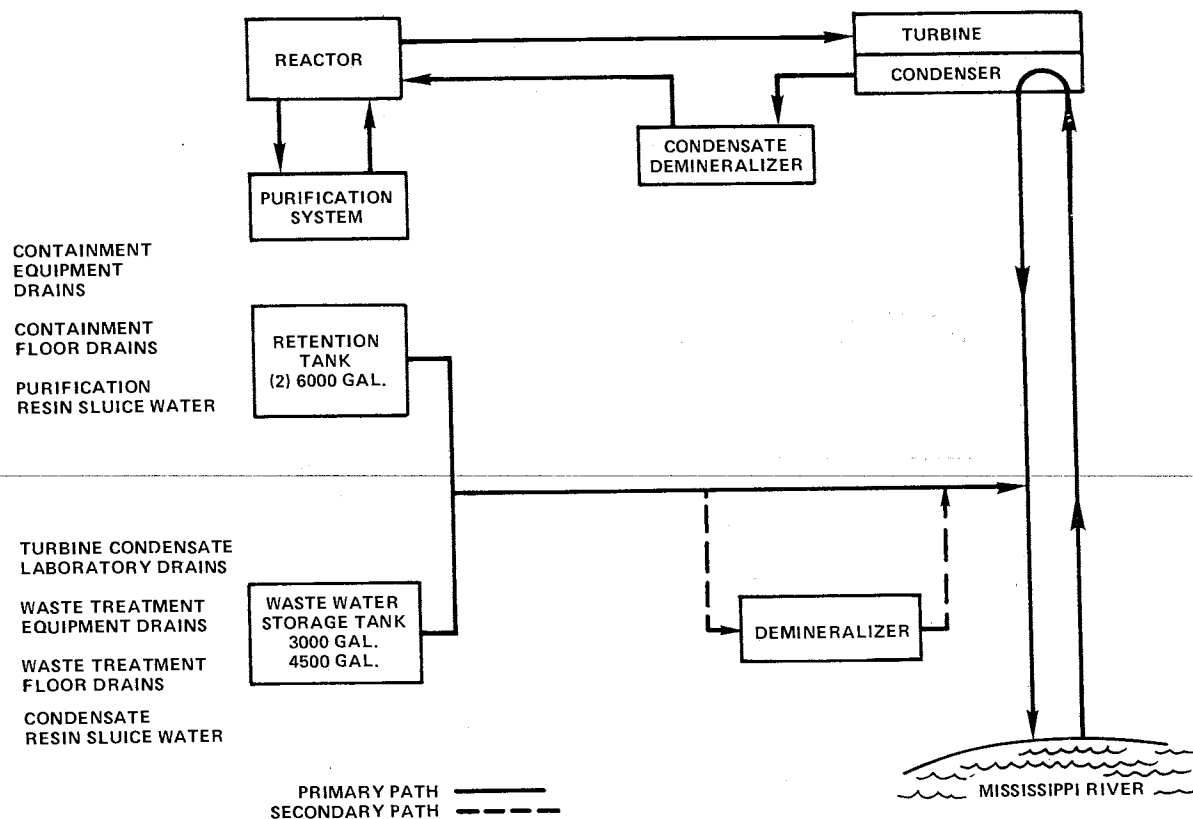 REACTOR
TURBINE
CONDENSER
CONDENSATE
DEMINERALIZER
PURIFICATION
SYSTEM
CONTAINMENT
EQUIPMENT
DRAINS
CONTAINMENT
FLOOR DRAINS
PURIFICATION
RESIN SLUICE WATER
RETENTION
TANK
(2) 6000 GAL.
TURBINE CONDENSATE
LABORATORY DRAINS
WASTE TREATMENT
EQUIPMENT DRAINS
WASTE TREATMENT
FLOOR DRAINS
CONDENSATE
RESIN SLUICE WATER
WASTE WATER
STORAGE TANK
3000 GAL.
4500 GAL.
DEMINERALIZER
MISSISSIPPI RIVER
PRIMARY PATH
SECONDARY PATH